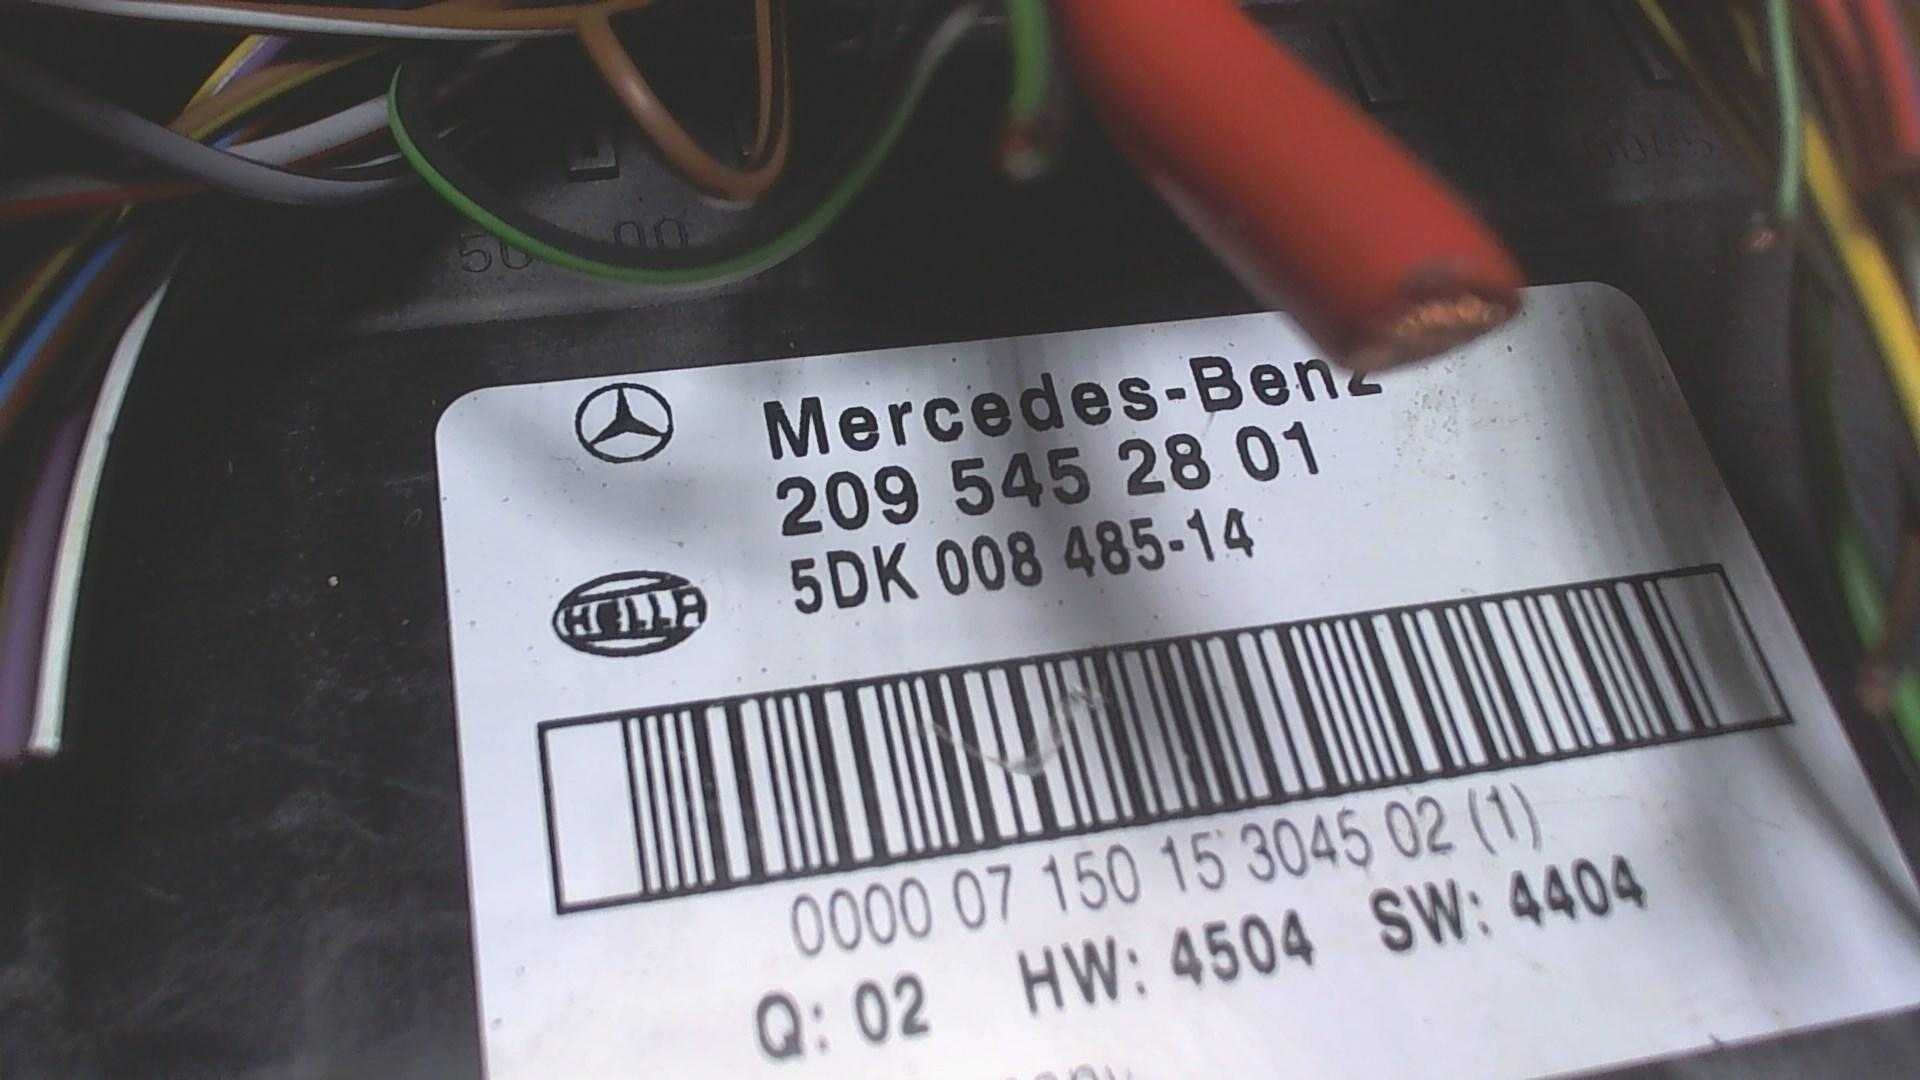 Mercedes-Benz
209 545 28 01
5DK 008 485-14
HELLA
0000 07 150 15 3045 02 (1)
Q: 02 HW: 4504 SW: 4404